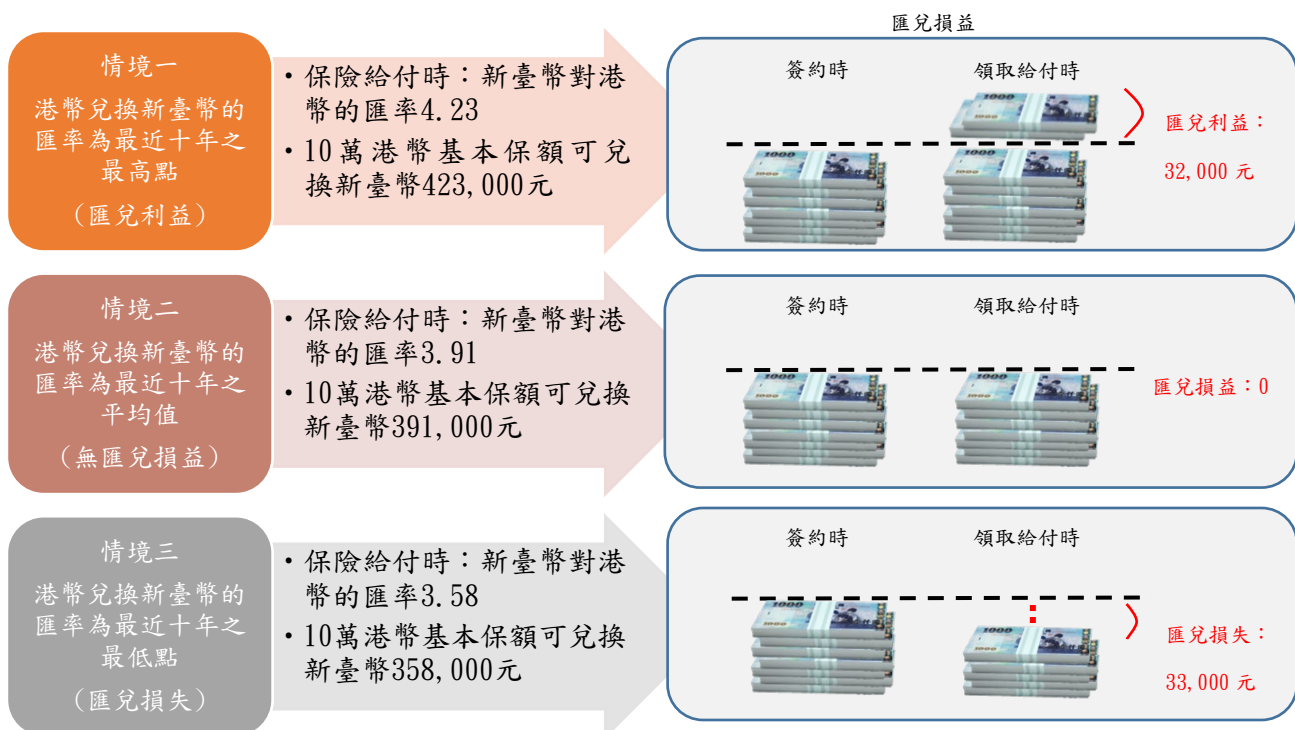 匯兌損益
情境一
港幣兌換新臺幣的
匯率為最近十年之
最高點
（匯兌利益）
・保險給付時：新臺幣對港
幣的匯率4.23
・10萬港幣基本保額可兌
換新臺幣423,000元
簽約時
領取給付時
匯兌利益：
32,000 元
情境二
港幣兌換新臺幣的
匯率為最近十年之
平均值
（無匯兌損益）
・保險給付時：新臺幣對港
幣的匯率3.91
・10萬港幣基本保額可兌換
新臺幣391,000元
簽約時
領取給付時
匯兌損益：0
情境三
港幣兌換新臺幣的
匯率為最近十年之
最低點
（匯兌損失）
・保險給付時：新臺幣對港
幣的匯率3.58
・10萬港幣基本保額可兌換
新臺幣358,000元
簽約時
領取給付時
匯兌損失：
33,000 元